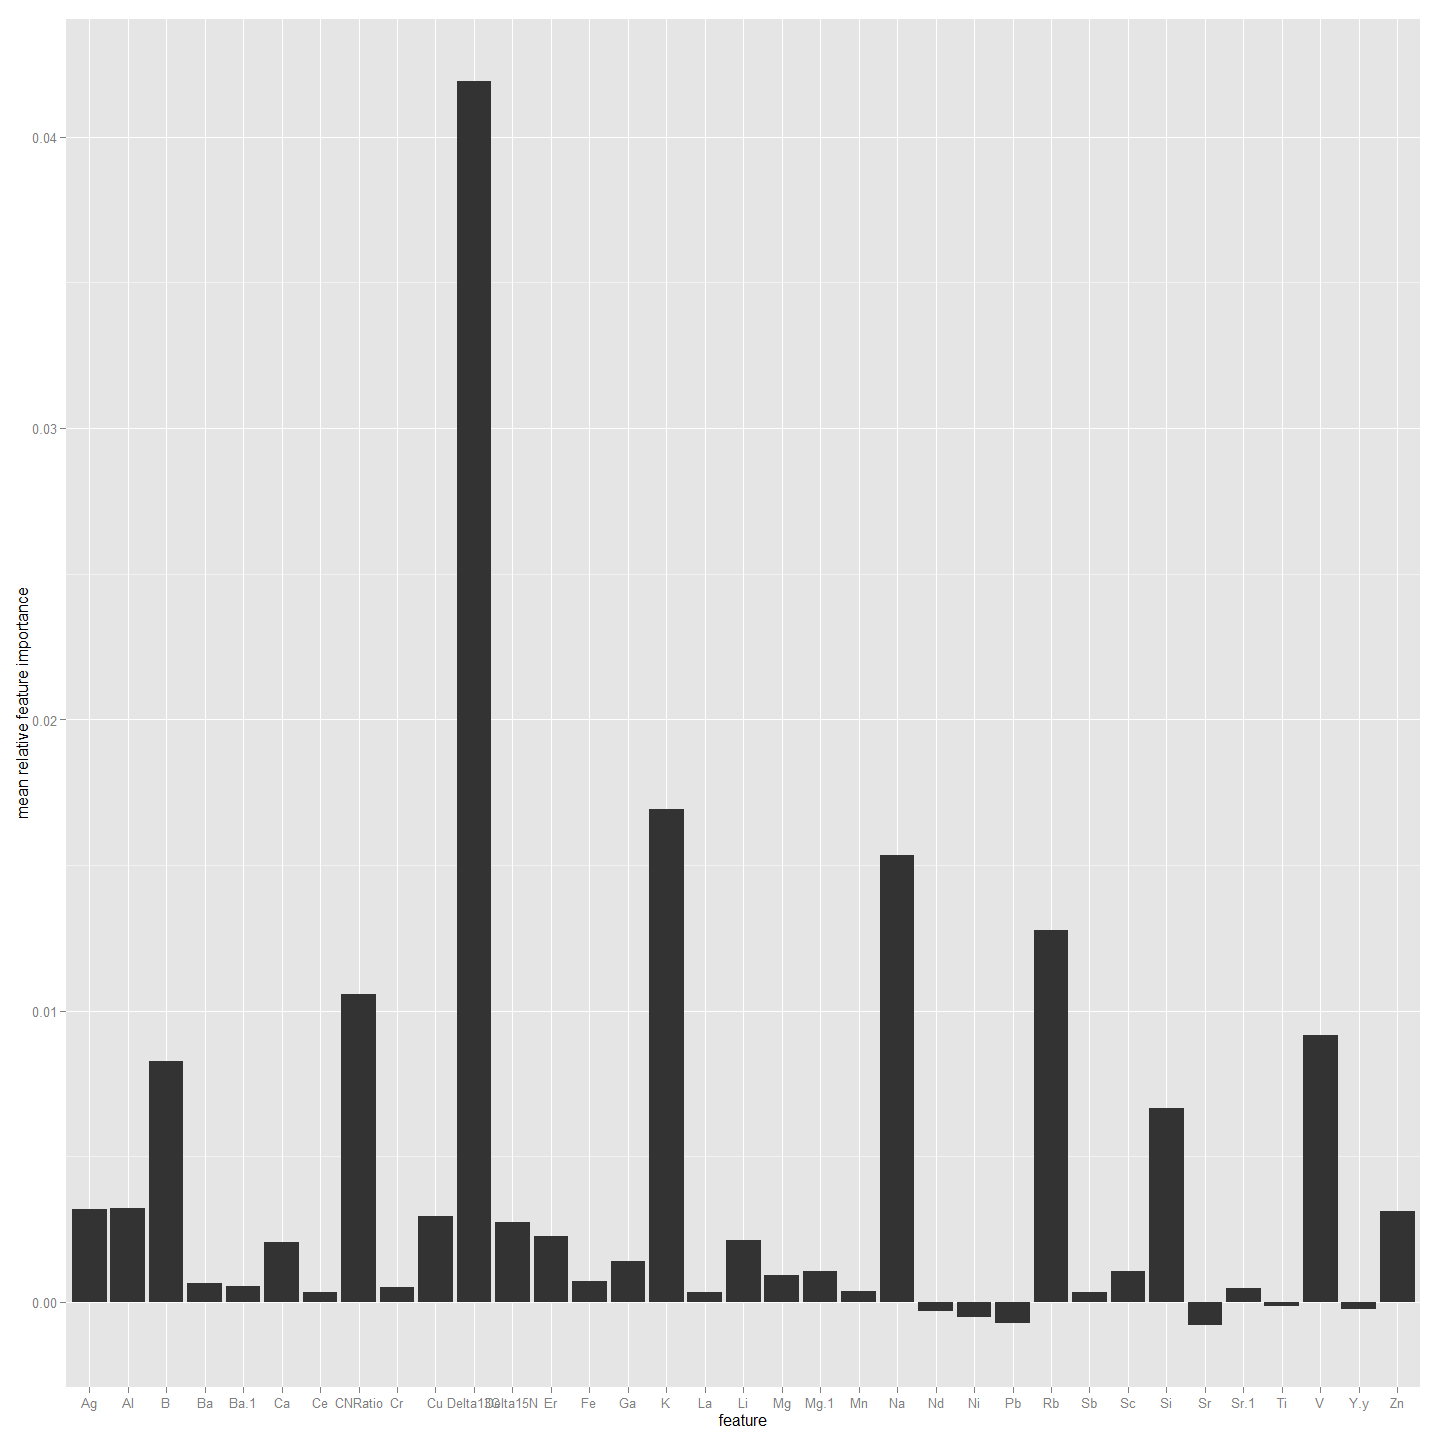 mean relative feature importance
0.04
0.03
0.02
0.01
0.00
Ag Al B Ba Ba.1 Ca Ce CNRatio Cr Cu Delta13C Delta15N Er Fe Ga K La Li Mg Mg.1 Mn Na Nd Ni Pb Rb Sb Sc Si Sr Sr.1 Ti V Y.y Zn
feature